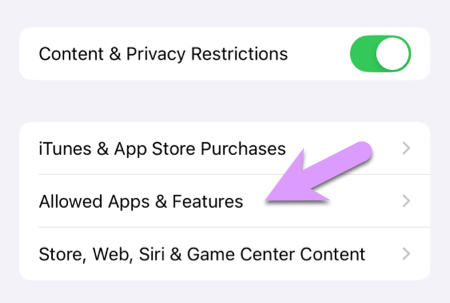 Content & Privacy Restrictions
iTunes & App Store Purchases
Allowed Apps & Features
Store, Web, Siri & Game Center Content